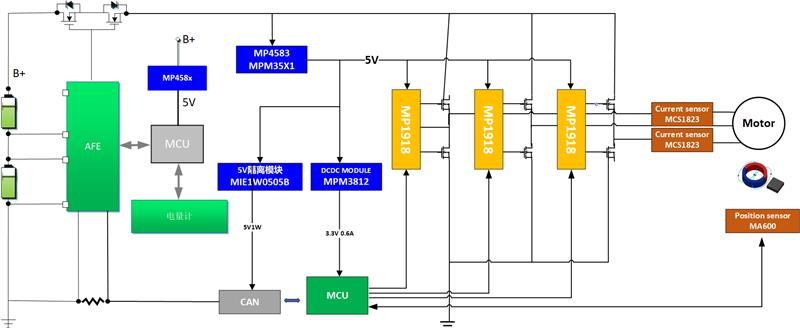 B+
MP4583
MPM35X1
B+
MP458x
5V
5V
AFE
MCU
MP1918
MP1918
MP1918
Current sensor
MCS1823
Current sensor
MCS1823
Motor
5V隔离模块
MIE1W0505B
DCDC MODULE
MPM3812
电量计
Position sensor
MA600
5V1W
3.3V 0.6A
CAN
MCU